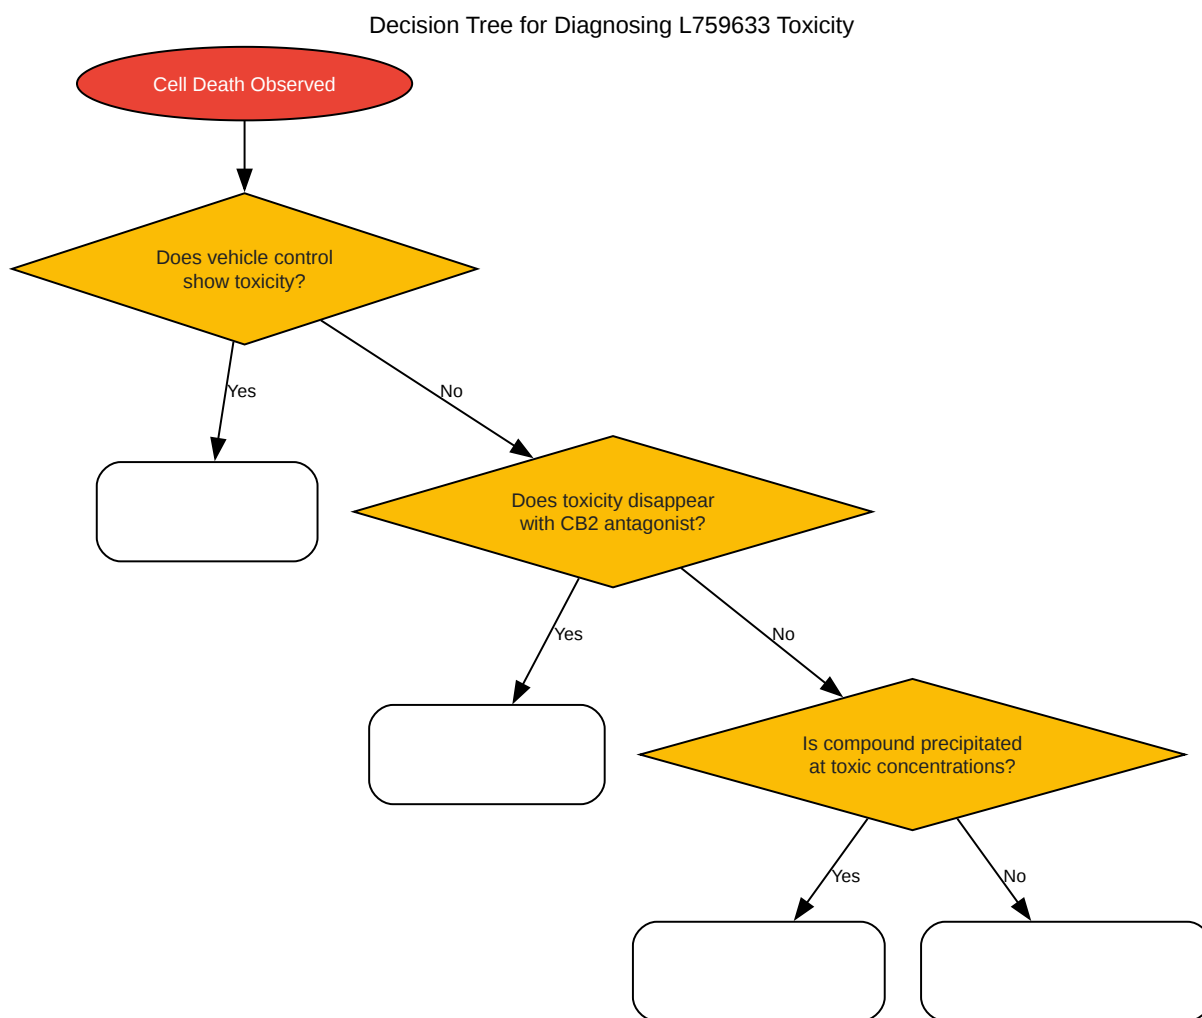 Decision Tree for Diagnosing L759633 Toxicity
Cell Death Observed
Does vehicle control
show toxicity?
Yes
No
Does toxicity disappear
with CB2 antagonist?
Yes
No
Is compound precipitated
at toxic concentrations?
Yes
No